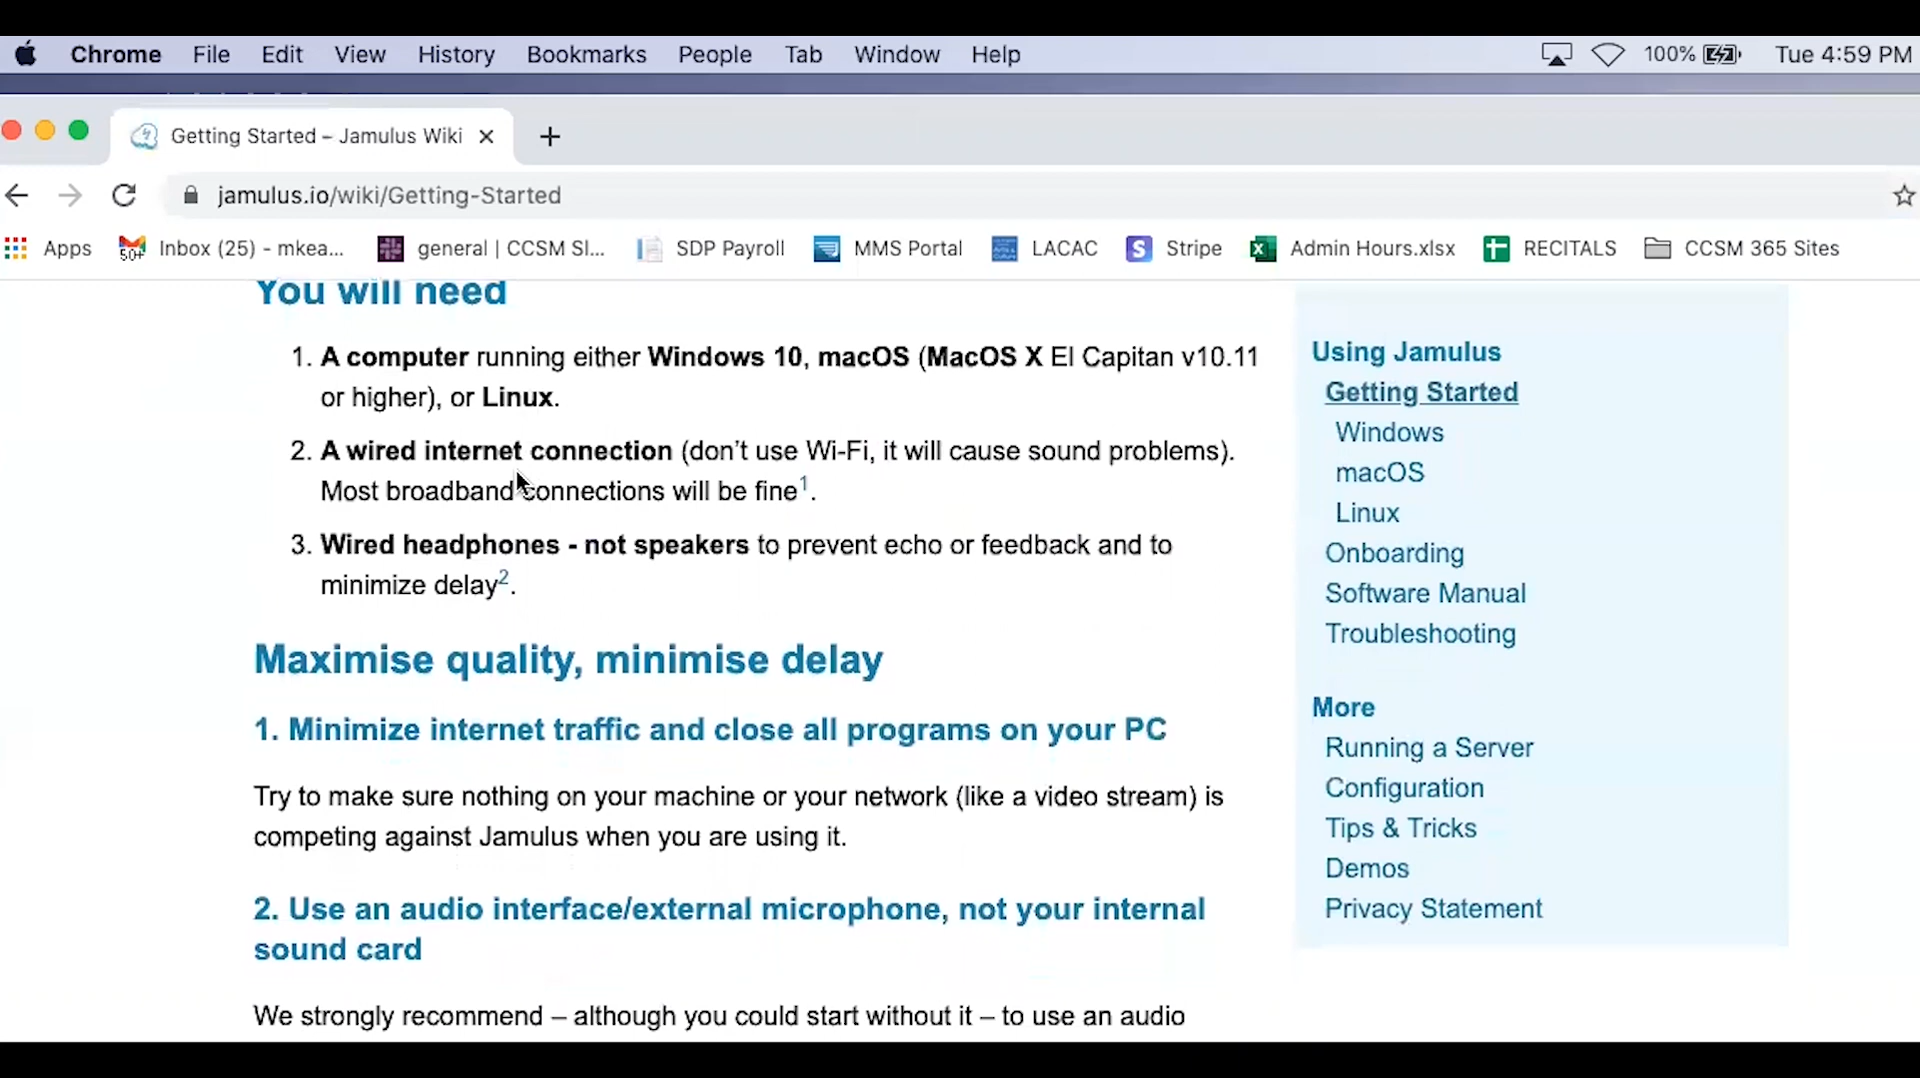 Chrome File Edit View History Bookmarks People Tab Window Help 100% Tue 4:59 PM
Getting Started – Jamulus Wiki
jamulus.io/wiki/Getting-Started
Apps 50+ Inbox (25) - mkea... general | CCSM Sl... SDP Payroll MMS Portal LACAC S Stripe Admin Hours.xlsx RECITALS CCSM 365 Sites
You will need
1. A computer running either Windows 10, macOS (MacOS X El Capitan v10.11
or higher), or Linux.
2. A wired internet connection (don't use Wi-Fi, it will cause sound problems).
Most broadband connections will be fine1.
3. Wired headphones - not speakers to prevent echo or feedback and to
minimize delay2.
Maximise quality, minimise delay
1. Minimize internet traffic and close all programs on your PC
Try to make sure nothing on your machine or your network (like a video stream) is
competing against Jamulus when you are using it.
2. Use an audio interface/external microphone, not your internal
sound card
We strongly recommend – although you could start without it – to use an audio
Using Jamulus
Getting Started
Windows
macOS
Linux
Onboarding
Software Manual
Troubleshooting
More
Running a Server
Configuration
Tips & Tricks
Demos
Privacy Statement